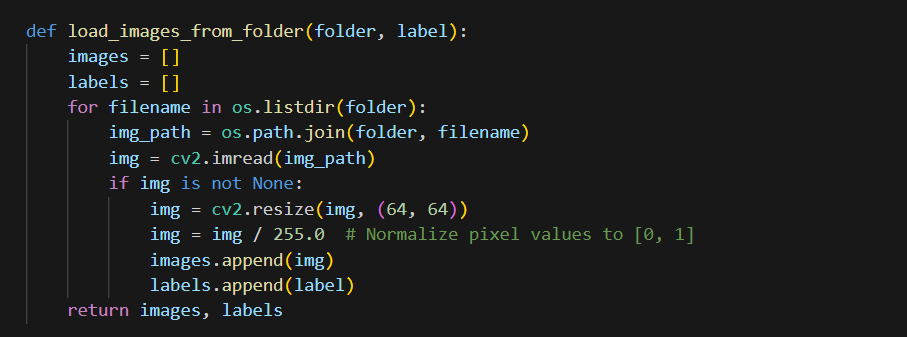 def load_images_from_folder(folder, label):
    images = []
    labels = []
    for filename in os.listdir(folder):
        img_path = os.path.join(folder, filename)
        img = cv2.imread(img_path)
        if img is not None:
            img = cv2.resize(img, (64, 64))
            img = img / 255.0  # Normalize pixel values to [0, 1]
            images.append(img)
            labels.append(label)
    return images, labels